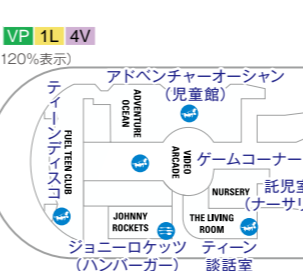 VP 1L 4V
120%表示)
アドベンチャーオーシャン
(児童館)
ティーンディスコ
FUEL TEEN CLUB
ADVENTURE
OCEAN
VIDEO
ARCADE
ゲームコーナー
NURSERY
託児室
(ナーサリ
JOHNNY
ROCKETS
THE LIVING
ROOM
ジョニーロケッツ
(ハンバーガー)
ティーン
談話室